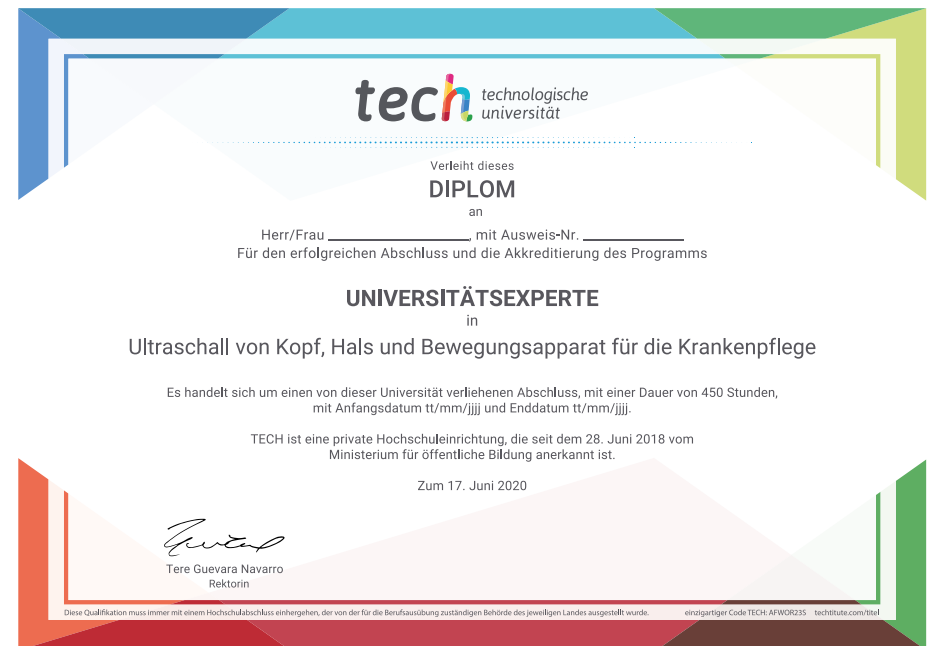 tech technologische
universität
Verleiht dieses
DIPLOM
an
Herr/Frau ____________________, mit Ausweis-Nr. ______________
Für den erfolgreichen Abschluss und die Akkreditierung des Programms
UNIVERSITÄTSEXPERTE
in
Ultraschall von Kopf, Hals und Bewegungsapparat für die Krankenpflege
Es handelt sich um einen von dieser Universität verliehenen Abschluss, mit einer Dauer von 450 Stunden,
mit Anfangsdatum tt/mm/jjjj und Enddatum tt/mm/jjjj.
TECH ist eine private Hochschuleinrichtung, die seit dem 28. Juni 2018 vom
Ministerium für öffentliche Bildung anerkannt ist.
Zum 17. Juni 2020
Tere Guevara Navarro
Rektorin
Diese Qualifikation muss immer mit einem Hochschulabschluss einhergehen, der von der für die Berufsausübung zuständigen Behörde des jeweiligen Landes ausgestellt wurde. einzigartiger Code TECH: AFWOR23S techtitute.com/titel